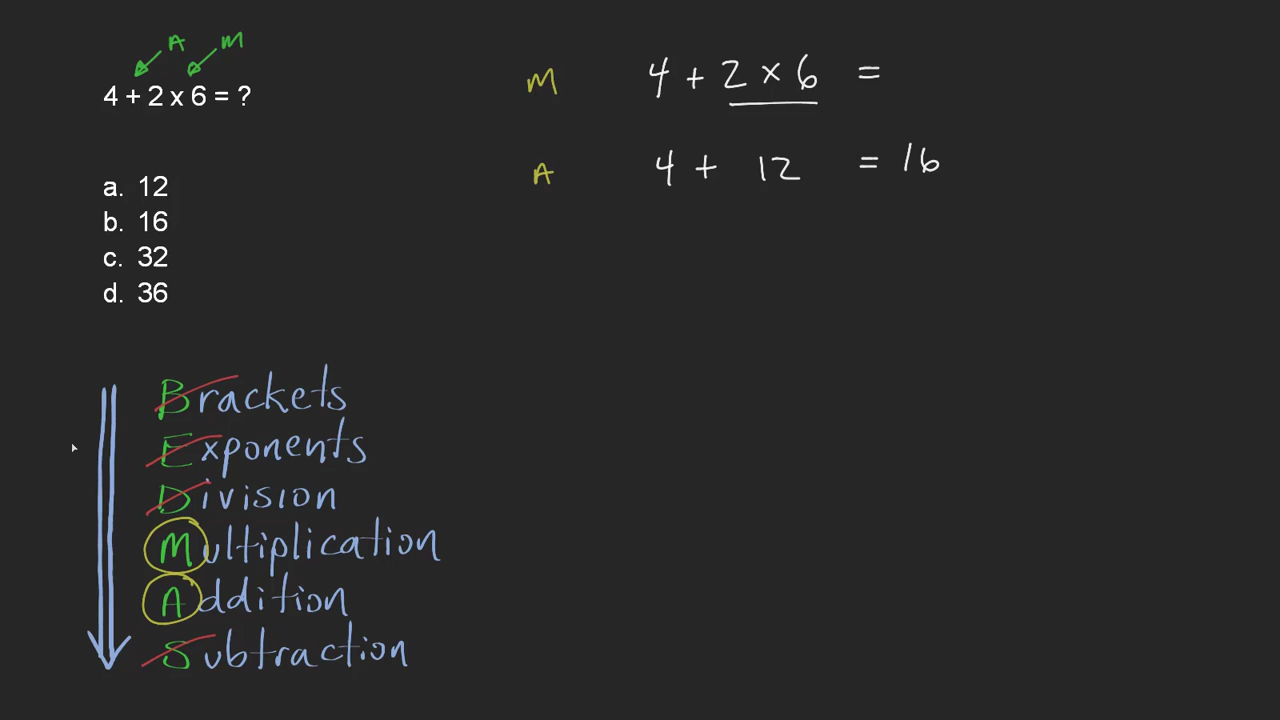 A M
4 + 2 x 6 = ?
a. 12
b. 16
c. 32
d. 36
M 4 + 2 × 6 =
A 4 + 12 = 16
Brackets
Exponents
Division
Multiplication
Addition
Subtraction